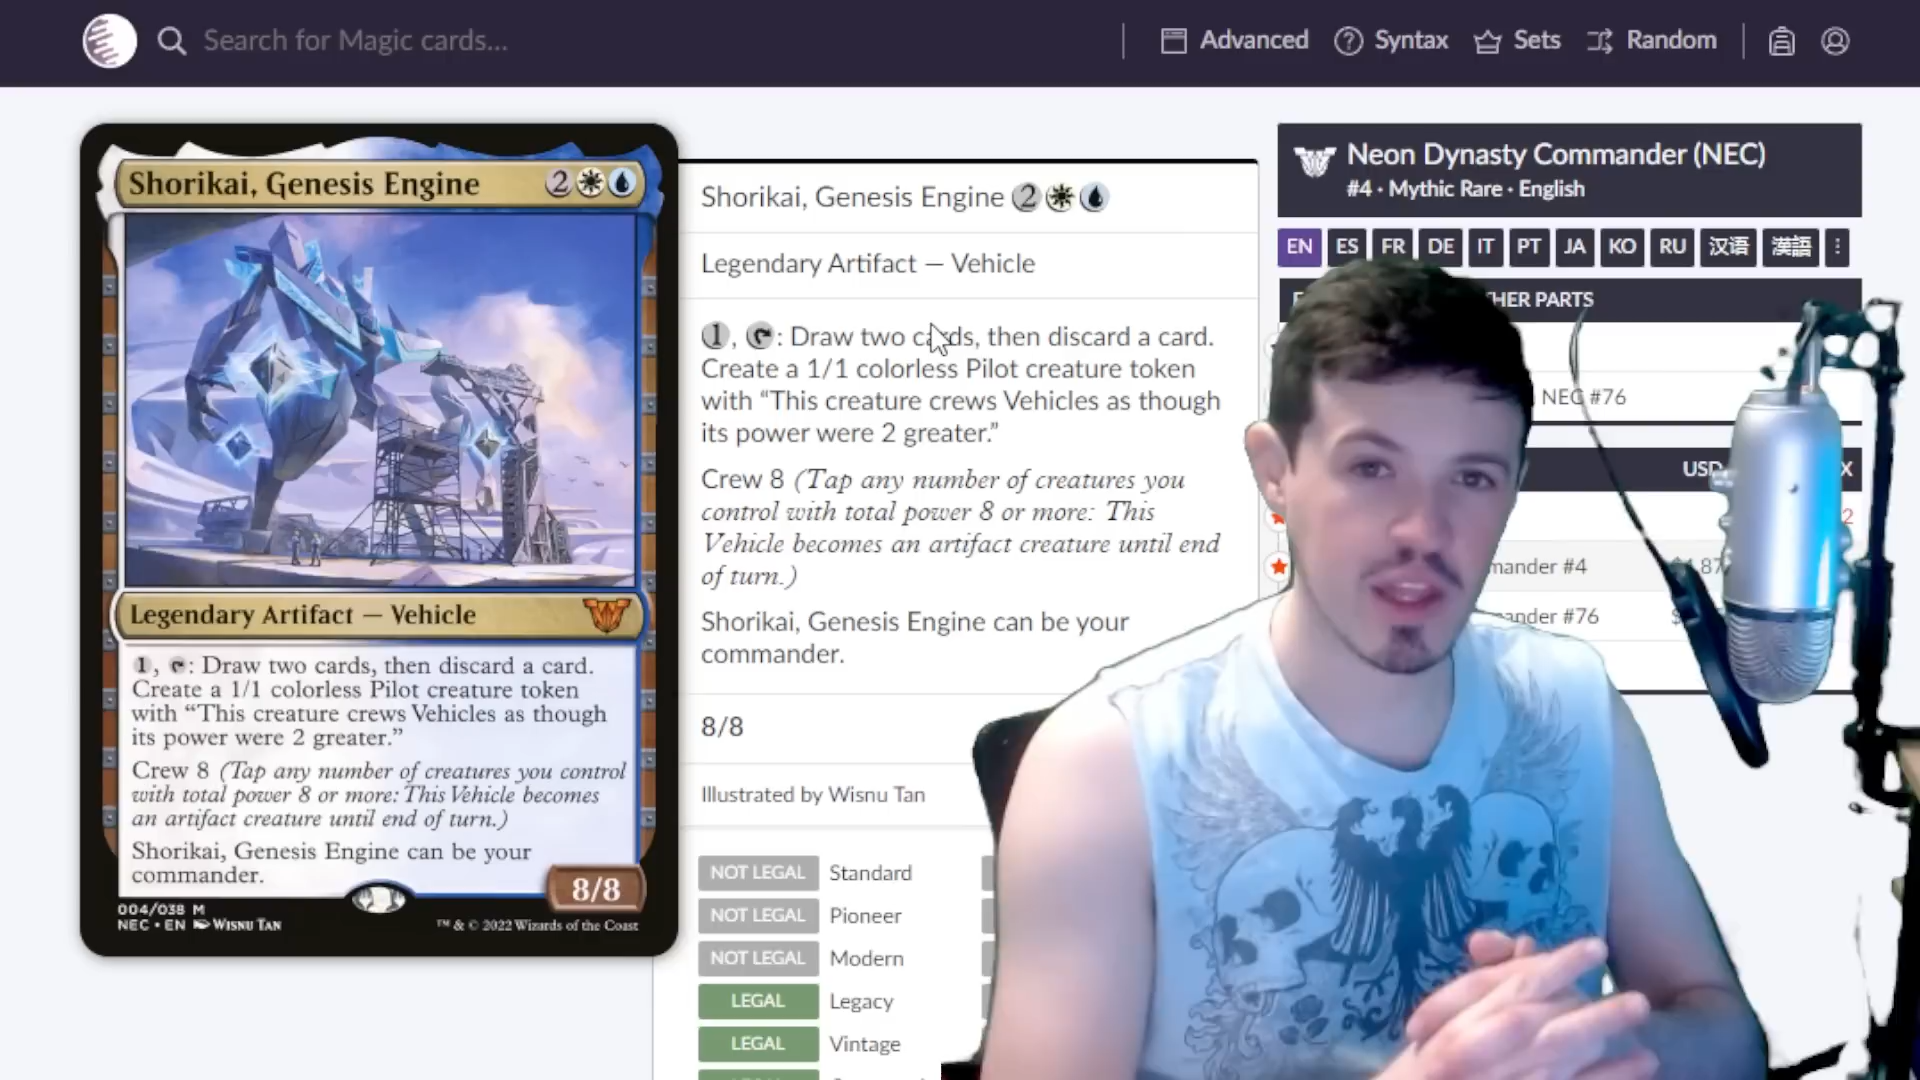 Search for Magic cards...
Advanced
Syntax
Sets
Random
Shorikai, Genesis Engine 2
Legendary Artifact — Vehicle
1, : Draw two cards, then discard a card.
Create a 1/1 colorless Pilot creature token
with “This creature crews Vehicles as though
its power were 2 greater.”
Crew 8 (Tap any number of creatures you control
with total power 8 or more: This Vehicle becomes
an artifact creature until end of turn.)
Shorikai, Genesis Engine can be your
commander.
8/8
004/038 M
NEC • EN WISNU TAN
™ & © 2022 Wizards of the Coast
Shorikai, Genesis Engine 2
Legendary Artifact — Vehicle
1, : Draw two cards, then discard a card.
Create a 1/1 colorless Pilot creature token
with “This creature crews Vehicles as though
its power were 2 greater.”
Crew 8 (Tap any number of creatures you
control with total power 8 or more: This
Vehicle becomes an artifact creature until end
of turn.)
Shorikai, Genesis Engine can be your
commander.
8/8
Illustrated by Wisnu Tan
NOT LEGAL Standard
NOT LEGAL Pioneer
NOT LEGAL Modern
LEGAL Legacy
LEGAL Vintage
Neon Dynasty Commander (NEC)
#4 • Mythic Rare • English
EN ES FR DE IT PT JA KO RU 汉语 漢語
PARTS
NEC #76
USD
#4
#76